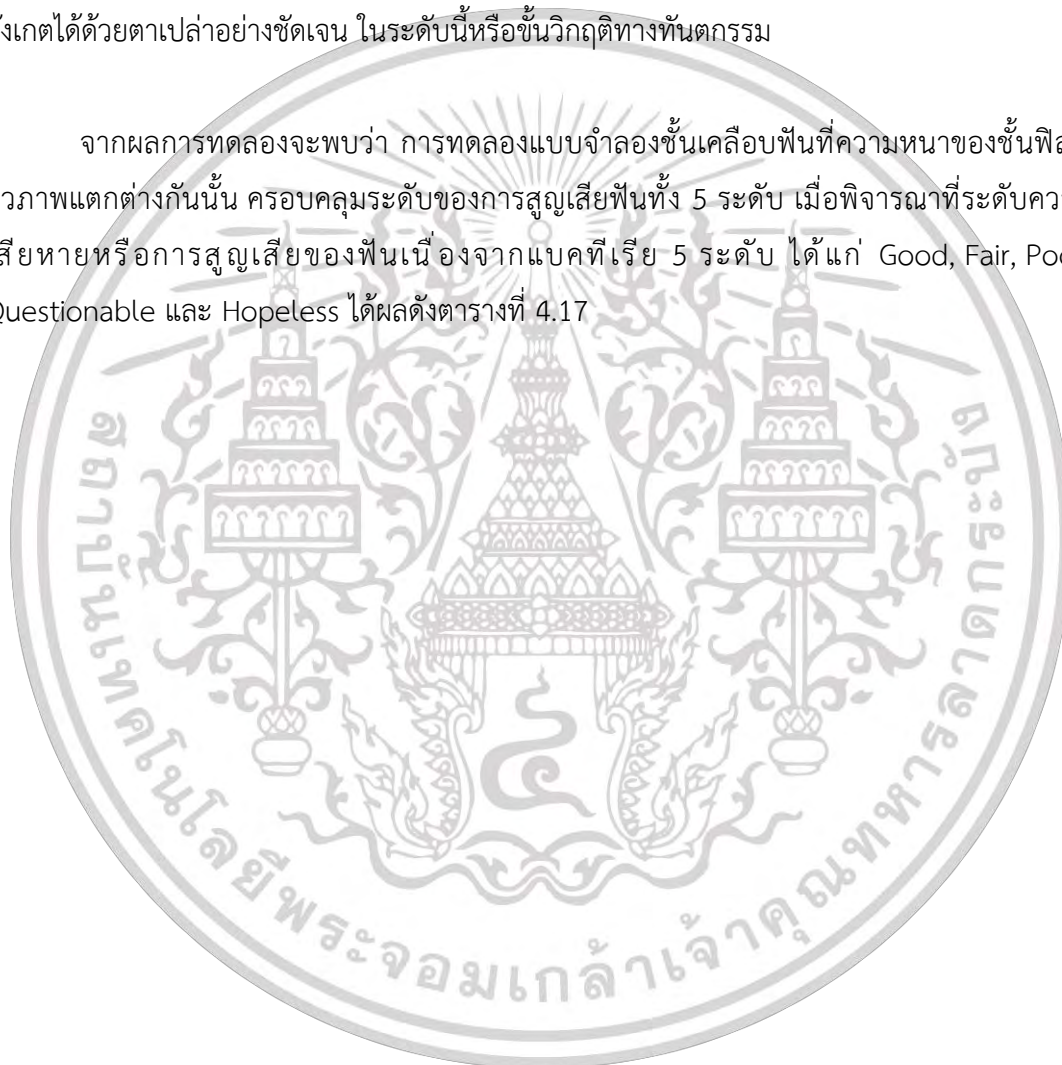 ังเกตได้ด้วยตาเปล่าอย่างชัดเจน ในระดับนี้หรือขั้นวิกฤติทางทันตกรรม
จากผลการทดลองจะพบว่า การทดลองแบบจำลองชั้นเคลือบฟันที่ความหนาของชั้นฟิล
วภาพแตกต่างกันนั้น ครอบคลุมระดับของการสูญเสียฟันทั้ง 5 ระดับ เมื่อพิจารณาที่ระดับคว
สียหายหรือการสูญเสียของฟันเนื่องจากแบคทีเรีย 5 ระดับ ได้แก่ Good, Fair, Poo
Questionable และ Hopeless ได้ผลดังตารางที่ 4.17
สถาบันเทคโนโลยีพระจอมเกล้าเจ้าคุณทหารลาดกระบัง
๔